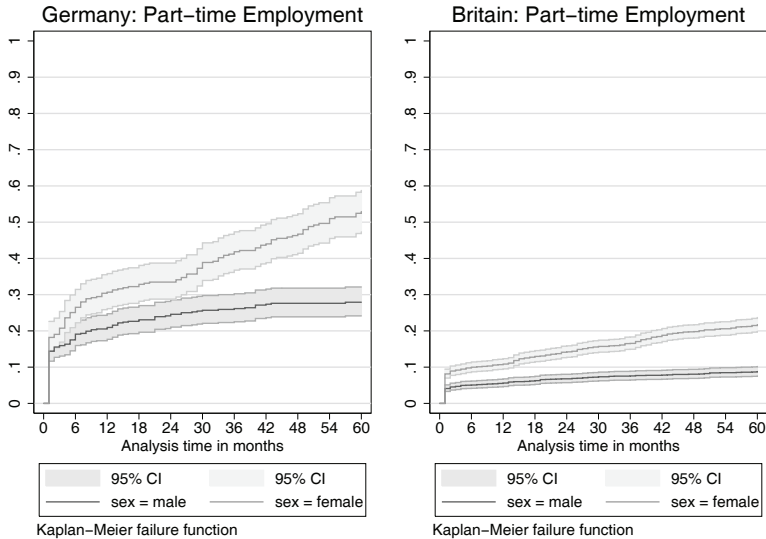 Germany: Part−time Employment
1
.9
.8
.7
.6
.5
.4
.3
.2
.1
0
0 6 12 18 24 30 36 42 48 54 60
Analysis time in months
95% CI 95% CI
sex = male sex = female
Kaplan−Meier failure function
Britain: Part−time Employment
1
.9
.8
.7
.6
.5
.4
.3
.2
.1
0
0 6 12 18 24 30 36 42 48 54 60
Analysis time in months
95% CI 95% CI
sex = male sex = female
Kaplan−Meier failure function